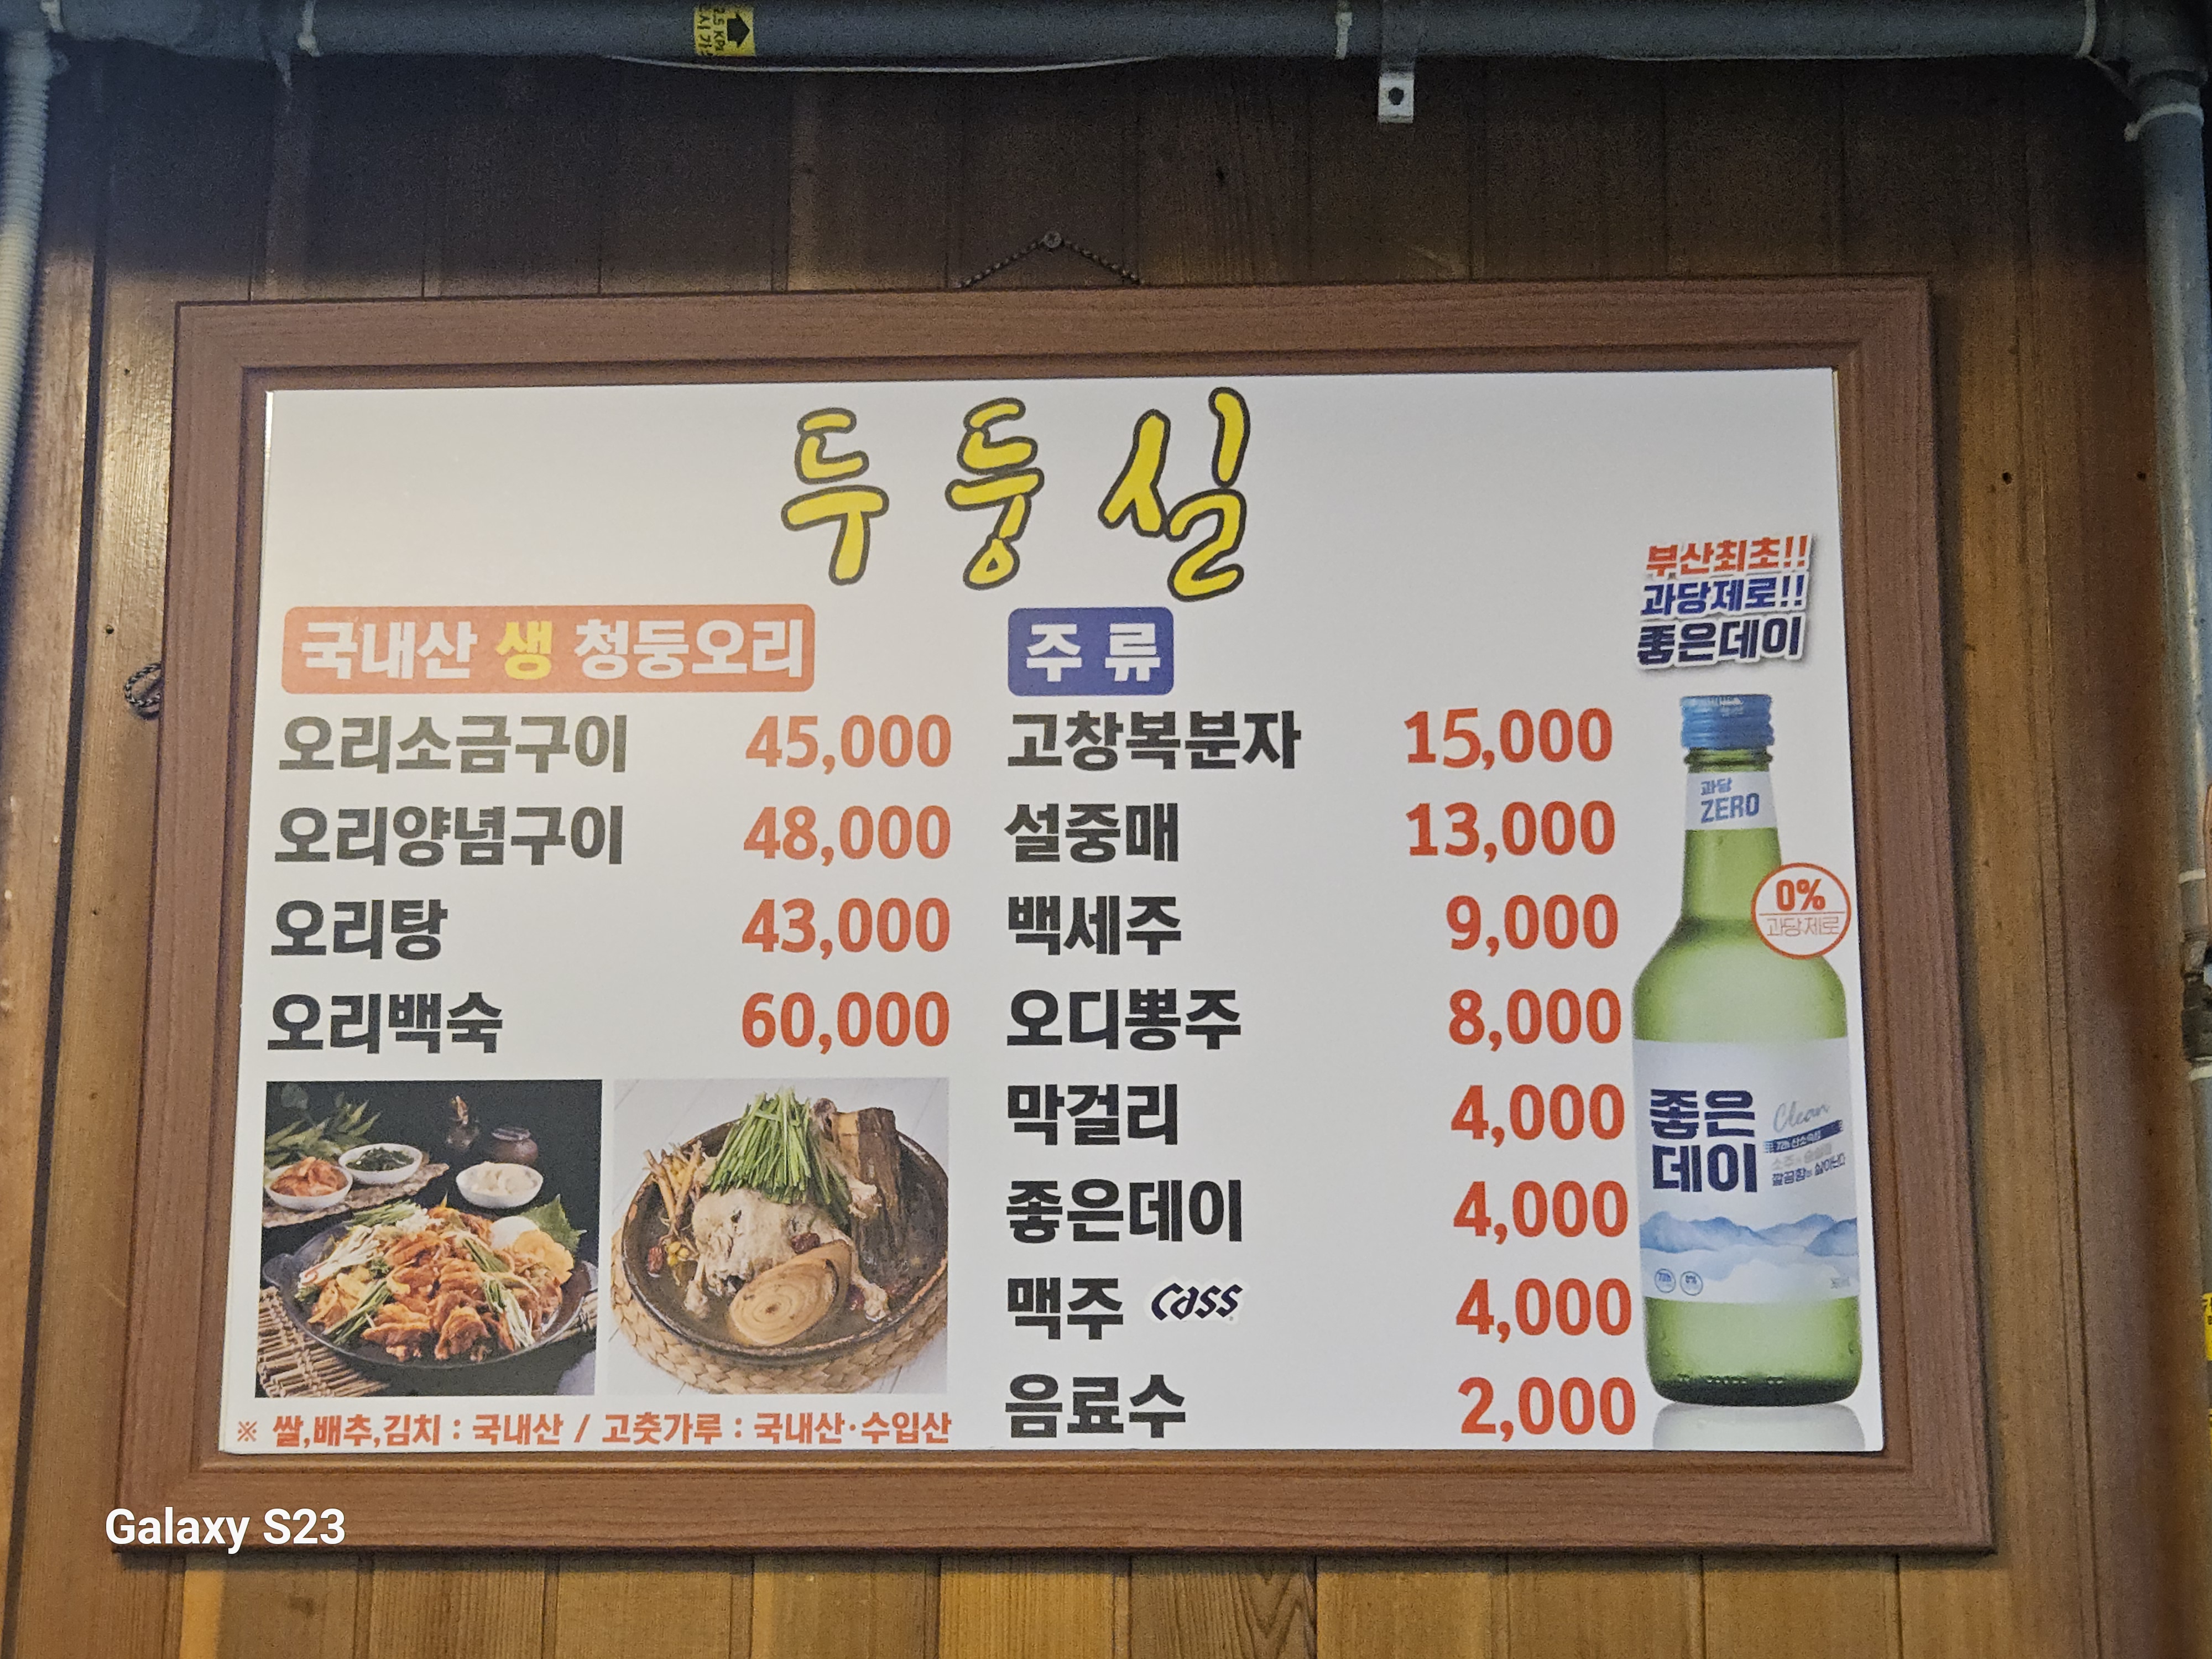 두둥실
국내산 생 청둥오리
오리소금구이 45,000
오리양념구이 48,000
오리탕 43,000
오리백숙 60,000
※ 쌀,배추,김치 : 국내산 / 고춧가루 : 국내산·수입산
주류
고창복분자 15,000
설중매 13,000
백세주 9,000
오디뽕주 8,000
막걸리 4,000
좋은데이 4,000
맥주 Cass 4,000
음료수 2,000
부산최초!!
과당제로!!
좋은데이
과당
ZERO
0%
과당제로
좋은
데이
Clean
Galaxy S23